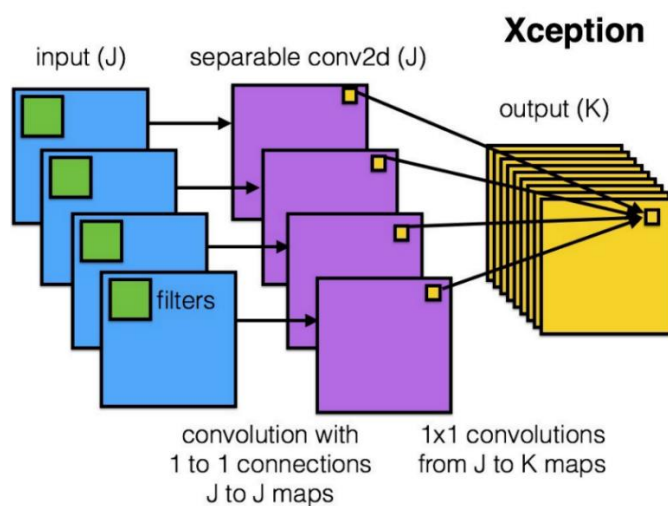 Xception
input (J)
separable conv2d (J)
output (K)
filters
convolution with
1 to 1 connections
J to J maps
1x1 convolutions
from J to K maps